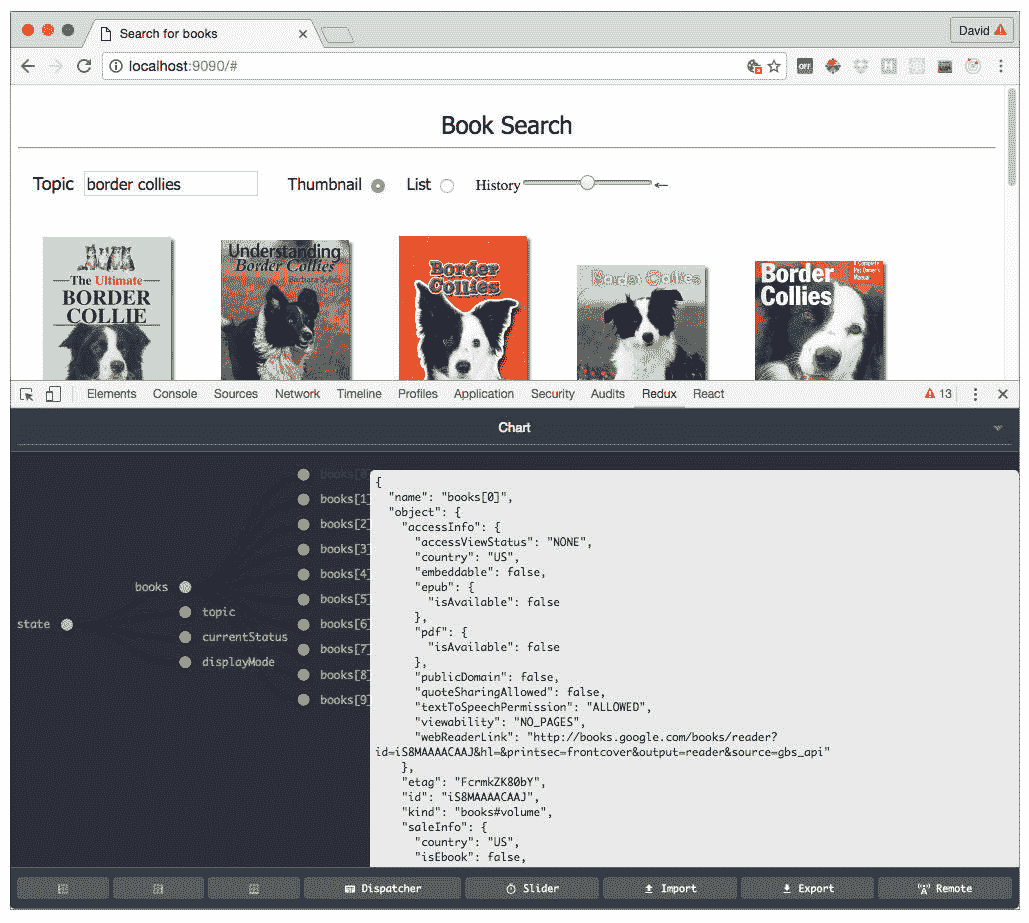 Search for books
David
localhost:9090/#
OFF
Book Search
Topic border collies Thumbnail List History
The Ultimate
BORDER
COLLIE
Understanding
Border Collies
Border
Collies
Border Collies
Border
Collies
A Complete
Pet Owner's
Manual
Elements Console Sources Network Timeline Profiles Application Security Audits Redux React 13
Chart
state
books
topic
currentStatus
displayMode
books[0]
books[1]
books[2]
books[3]
books[4]
books[5]
books[6]
books[7]
books[8]
books[9]
{
"name": "books[0]",
"object": {
"accessInfo": {
"accessViewStatus": "NONE",
"country": "US",
"embeddable": false,
"epub": {
"isAvailable": false
},
"pdf": {
"isAvailable": false
},
"publicDomain": false,
"quoteSharingAllowed": false,
"textToSpeechPermission": "ALLOWED",
"viewability": "NO_PAGES",
"webReaderLink": "http://books.google.com/books/reader?
id=iS8MAAAACAAJ&hl=&printsec=frontcover&output=reader&source=gbs_api"
},
"etag": "FcrmkZK80bY",
"id": "iS8MAAAACAAJ",
"kind": "books#volume",
"saleInfo": {
"country": "US",
"isEbook": false,
Dispatcher Slider Import Export Remote